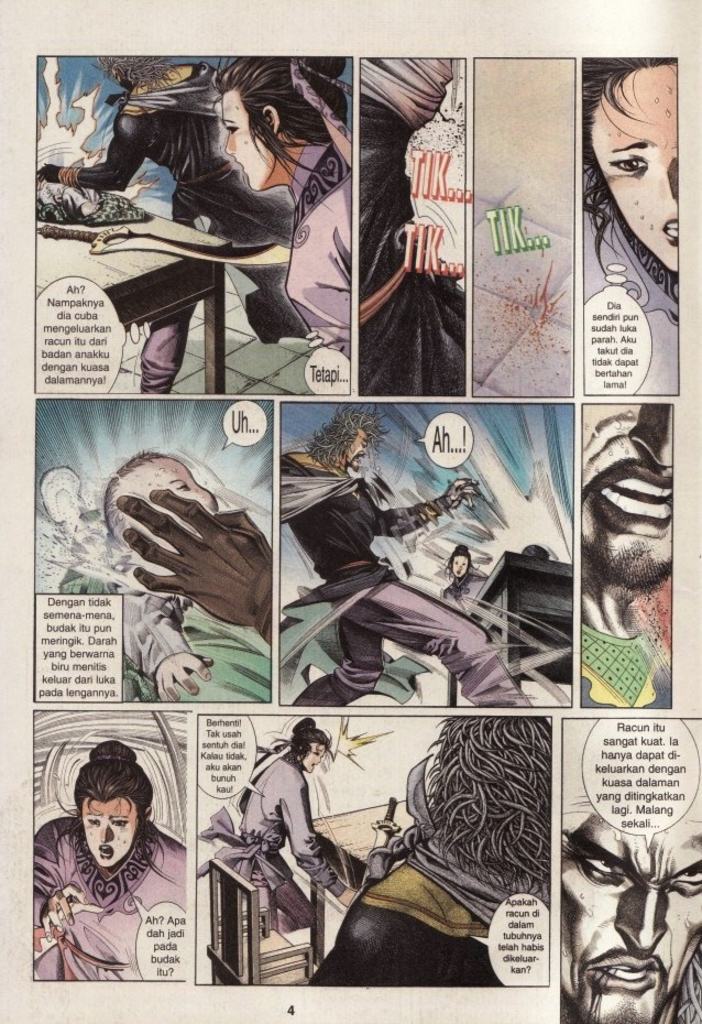 Ah?
Nampaknya
dia cuba
mengeluarkan
racun itu dari
badan anakku
dengan kuasa
dalamannya!
Tetapi...
TIK...
TIK...
TIK...
Dia
sendiri pun
sudah luka
parah. Aku
takut dia
tidak dapat
bertahan
lama!
Uh...
Dengan tidak
semena-mena,
budak itu pun
meringik. Darah
yang berwarna
biru menitis
keluar dari luka
pada lengannya.
Ah...!
Ah? Apa
dah jadi
pada
budak
itu?
Berhenti!
Tak usah
sentuh dia!
Kalau tidak,
aku akan
bunuh
kau!
Apakah
racun di
dalam
tubuhnya
telah habis
dikeluar-
kan?
Racun itu
sangat kuat. Ia
hanya dapat di-
keluarkan dengan
kuasa dalaman
yang ditingkatkan
lagi. Malang
sekali...
4